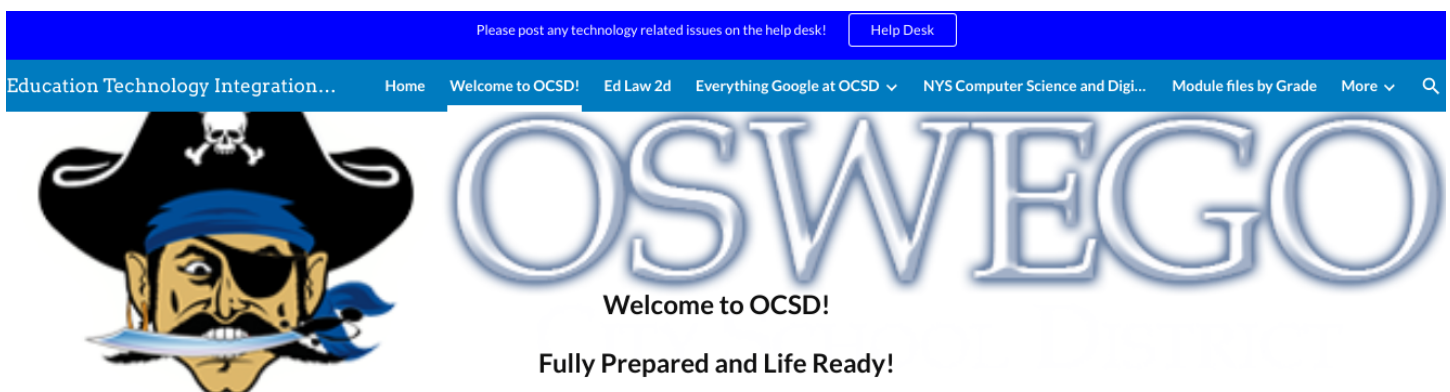 Please post any technology related issues on the help desk! Help Desk
Education Technology Integration... Home Welcome to OCSD! Ed Law 2d Everything Google at OCSD NYS Computer Science and Digi... Module files by Grade More
OSWEGO
Welcome to OCSD!
DISTRICT
Fully Prepared and Life Ready!